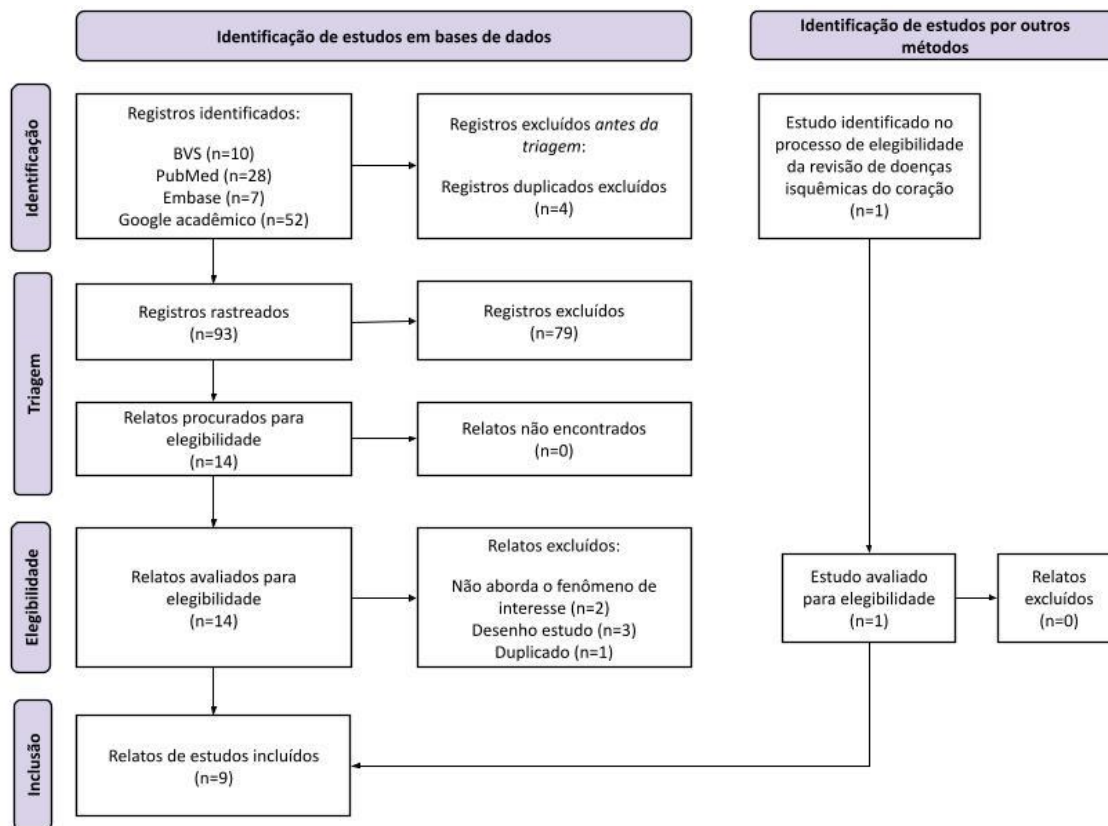 Identificação de estudos em bases de dados
Identificação de estudos por outros
métodos
Identificação
Registros identificados:
BVS (n=10)
PubMed (n=28)
Embase (n=7)
Google acadêmico (n=52)
Registros excluídos antes da
triagem:
Registros duplicados excluídos
(n=4)
Estudo identificado no
processo de elegibilidade
da revisão de doenças
isquêmicas do coração
(n=1)
Triagem
Registros rastreados
(n=93)
Registros excluídos
(n=79)
Relatos procurados para
elegibilidade
(n=14)
Relatos não encontrados
(n=0)
Elegibilidade
Relatos avaliados para
elegibilidade
(n=14)
Relatos excluídos:
Não aborda o fenômeno de
interesse (n=2)
Desenho estudo (n=3)
Duplicado (n=1)
Estudo avaliado
para elegibilidade
(n=1)
Relatos
excluídos
(n=0)
Inclusão
Relatos de estudos incluídos
(n=9)